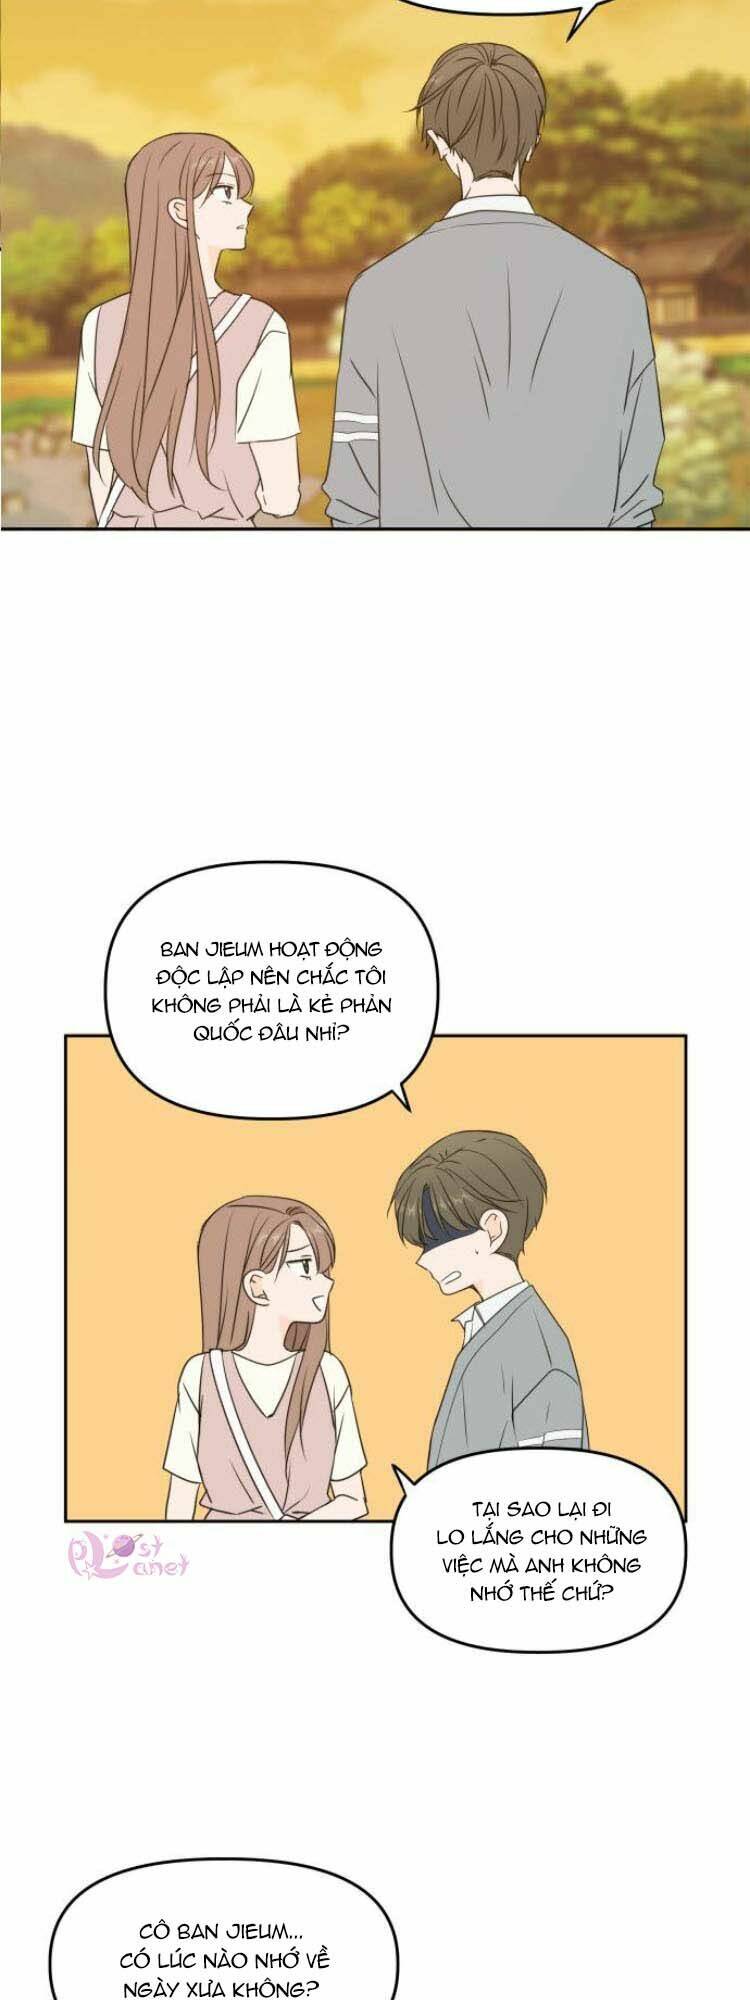 BAN JIEUM HOẠT ĐỘNG
ĐỘC LẬP NÊN CHẮC TÔI
KHÔNG PHẢI LÀ KẺ PHẢN
QUỐC ĐÂU NHỈ?
TẠI SAO LẠI ĐI
LO LẮNG CHO NHỮNG
VIỆC MÀ ANH KHÔNG
NHỚ THẾ CHỨ?
Lost
Planet
CÔ BAN JIEUM...
CÓ LÚC NÀO NHỚ VỀ
NGÀY XƯA KHÔNG?